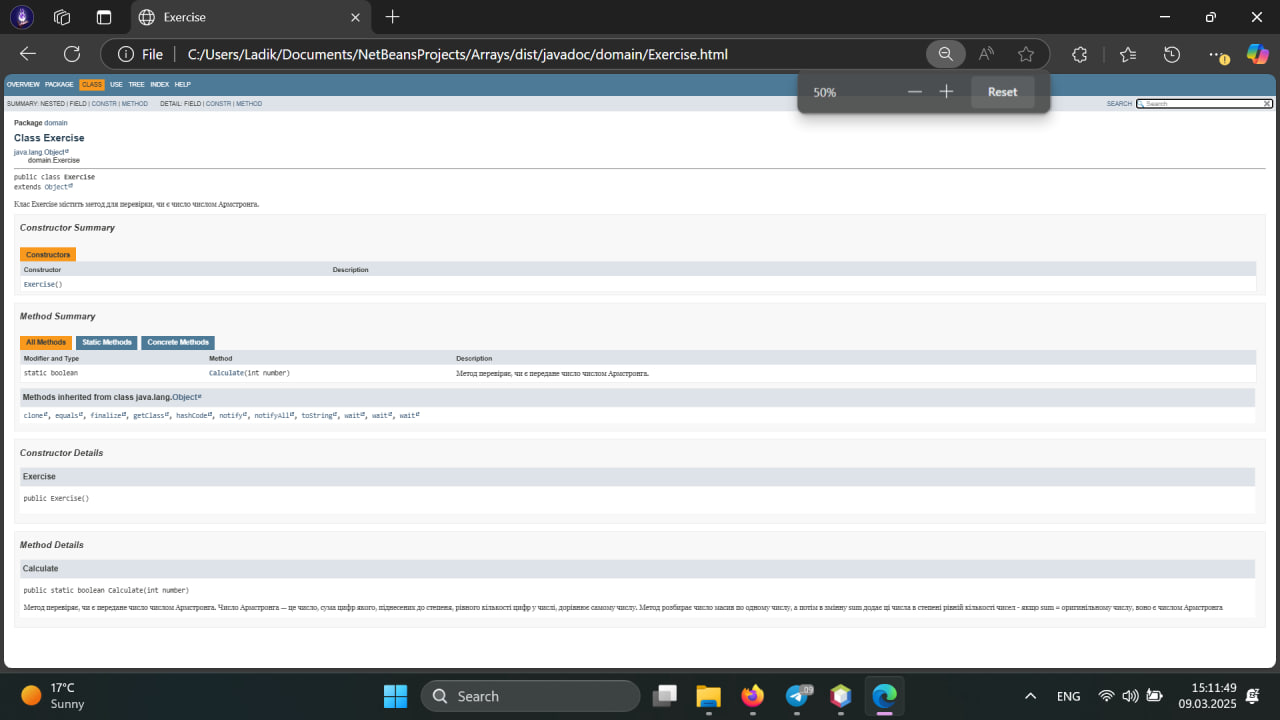 Exercise
File C:/Users/Ladik/Documents/NetBeansProjects/Arrays/dist/javadoc/domain/Exercise.html
OVERVIEW PACKAGE CLASS USE TREE INDEX HELP
50% Reset
SUMMARY: NESTED | FIELD | CONSTR | METHOD DETAIL: FIELD | CONSTR | METHOD SEARCH Search
Package domain
Class Exercise
java.lang.Object
domain.Exercise
public class Exercise
extends Object
Клас Exercise містить метод для перевірки, чи є число числом Армстронга.
Constructor Summary
Constructors
Constructor Description
Exercise()
Method Summary
All Methods Static Methods Concrete Methods
Modifier and Type Method Description
static boolean Calculate(int number) Метод перевіряє, чи є передане число числом Армстронга.
Methods inherited from class java.lang.Object
clone, equals, finalize, getClass, hashCode, notify, notifyAll, toString, wait, wait, wait
Constructor Details
Exercise
public Exercise()
Method Details
Calculate
public static boolean Calculate(int number)
Метод перевіряє, чи є передане число числом Армстронга. Число Армстронга — це число, сума цифр якого, піднесених до степеня, рівного кількості цифр у числі, дорівнює самому числу. Метод розбирає число масив по одному числу, а потім в змінну sum додає ці числа в степені рівній кількості чисел - якщо sum = оригінільному числу, воно є числом Армстронга
17°C
Sunny
Search
09
ENG
15:11:49
09.03.2025